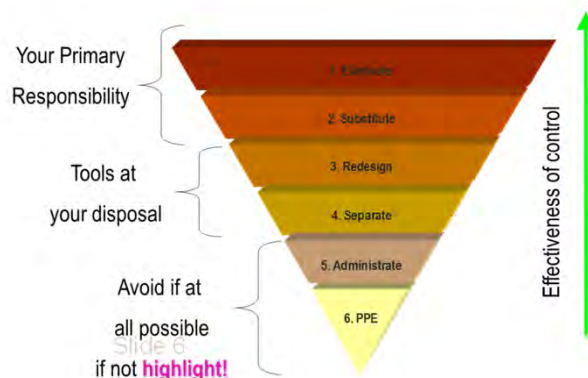 Your Primary
Responsibility
Tools at
your disposal
Avoid if at
all possible
Slide 6
if not highlight!
1. Eliminate
2. Substitute
3. Redesign
4. Separate
5. Administrate
6. PPE
Effectiveness of control